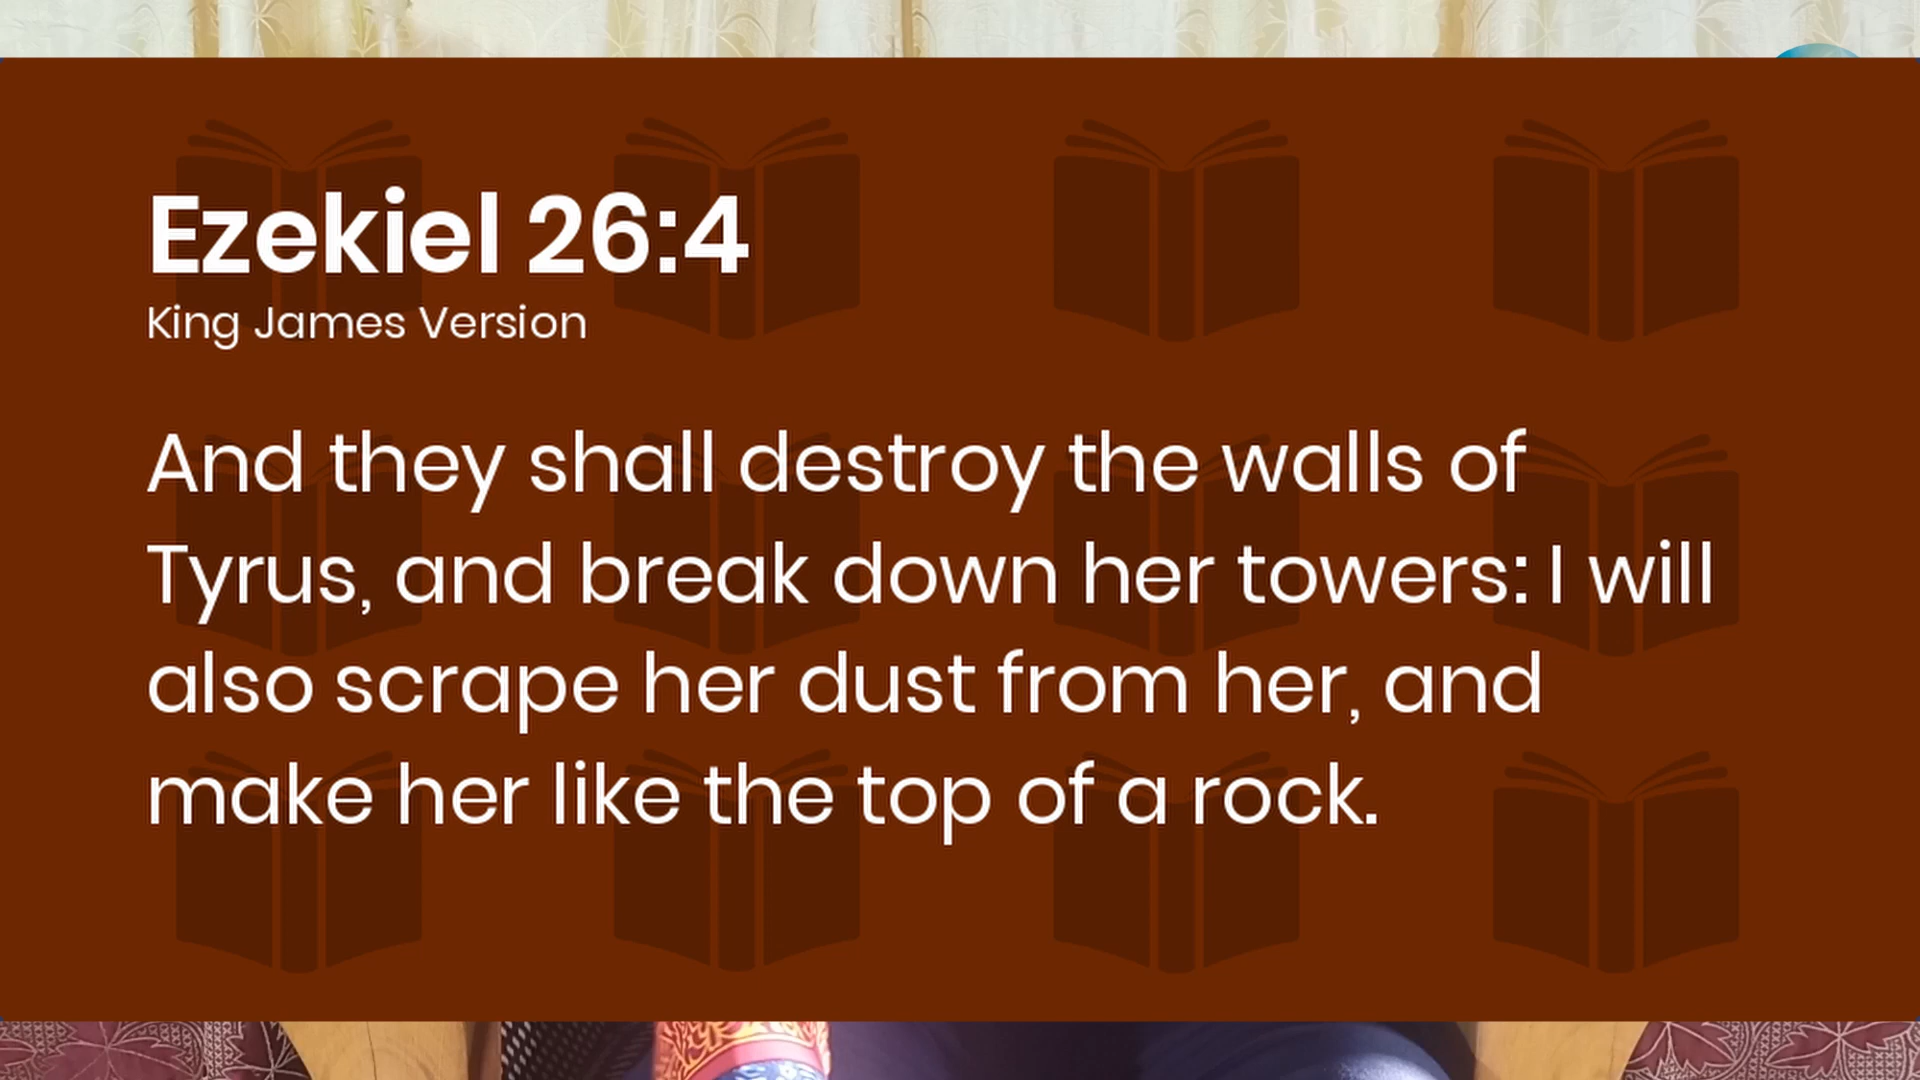 Ezekiel 26:4
King James Version
And they shall destroy the walls of
Tyrus, and break down her towers: I will
also scrape her dust from her, and
make her like the top of a rock.